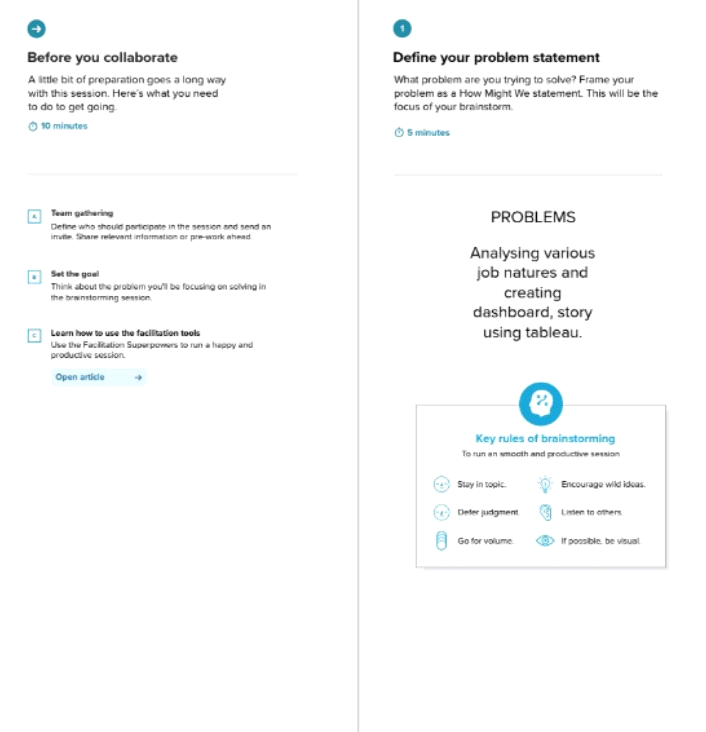 Before you collaborate
A little bit of preparation goes a long way
with this session. Here's what you need
to do to get going.
10 minutes
A
Team gathering
Define who should participate in the session and send an
invite. Share relevant information or pre-work ahead.
B
Set the goal
Think about the problem you'll be focusing on solving in
the brainstorming session.
C
Learn how to use the facilitation tools
Use the Facilitation Superpowers to run a happy and
productive session.
Open article
1
Define your problem statement
What problem are you trying to solve? Frame your
problem as a How Might We statement. This will be the
focus of your brainstorm.
5 minutes
PROBLEMS
Analysing various
job natures and
creating
dashboard, story
using tableau.
Key rules of brainstorming
To run an smooth and productive session
Stay in topic.
Encourage wild ideas.
Defer judgment.
Listen to others.
Go for volume.
If possible, be visual.